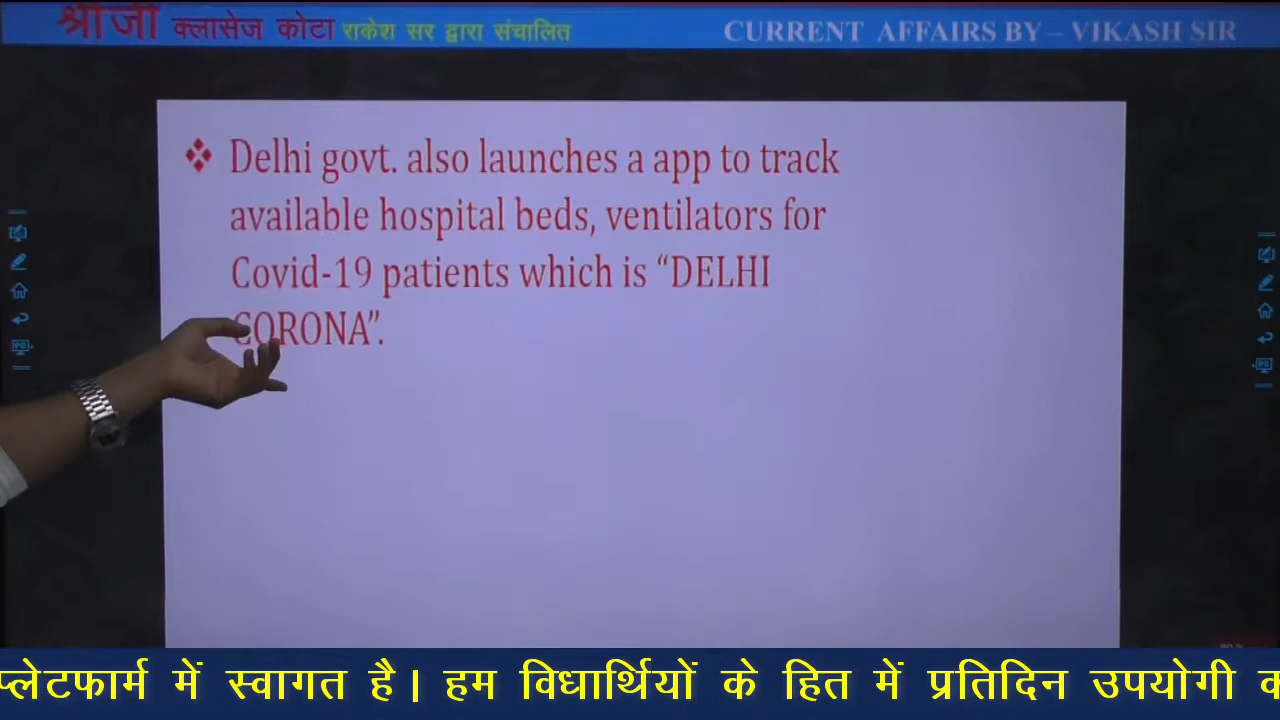 श्रीजी क्लासेज कोटा राकेश सर द्वारा संचालित
CURRENT AFFAIRS BY – VIKASH SIR
Delhi govt. also launches a app to track
available hospital beds, ventilators for
Covid-19 patients which is “DELHI
CORONA”.
प्लेटफार्म में स्वागत है। हम विधार्थियों के हित में प्रतिदिन उपयोगी